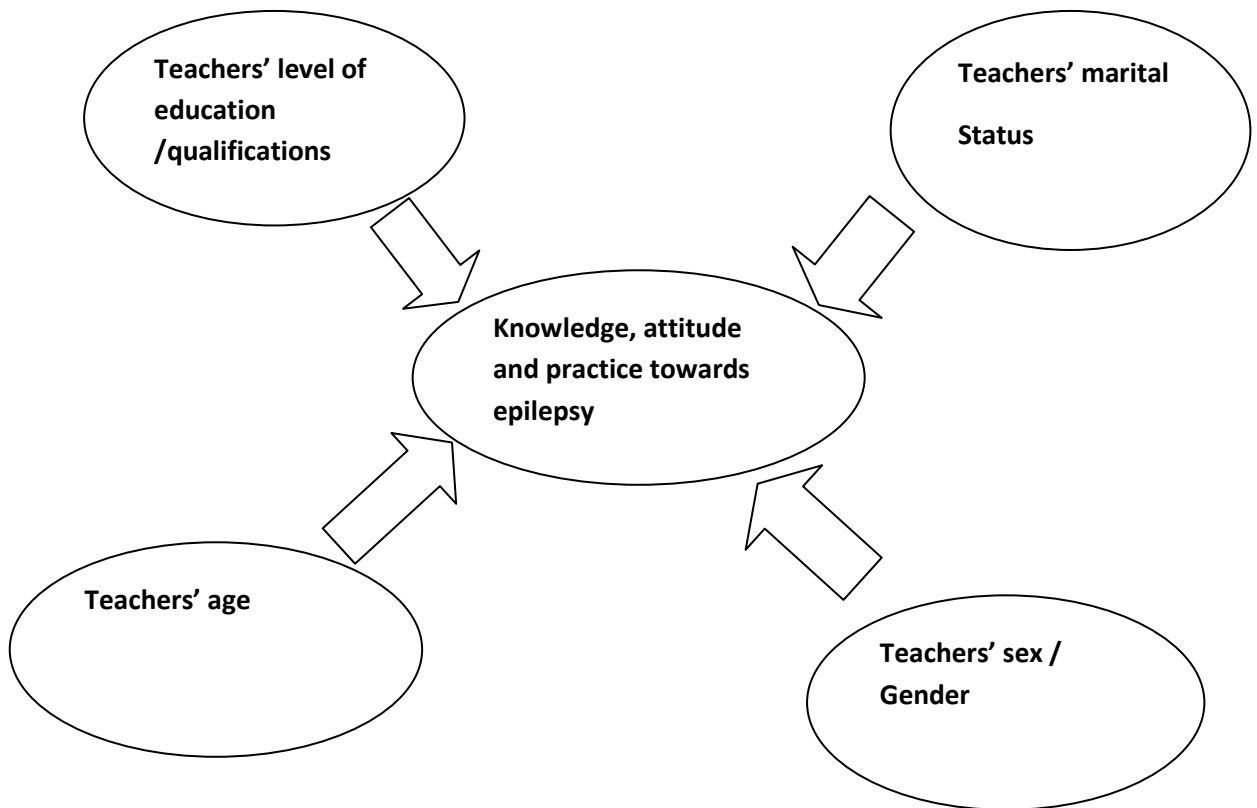 Teachers’ level of
education
/qualifications
Teachers’ marital
Status
Knowledge, attitude
and practice towards
epilepsy
Teachers’ age
Teachers’ sex /
Gender